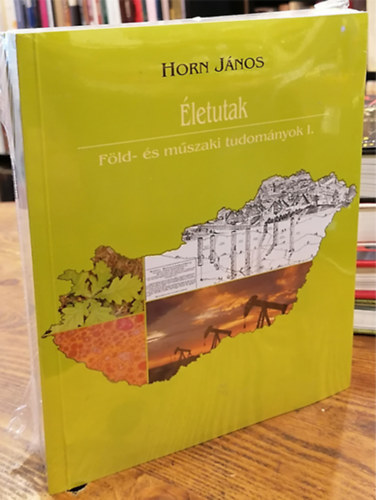 HORN JÁNOS
Életutak
Föld- és műszaki tudományok I.